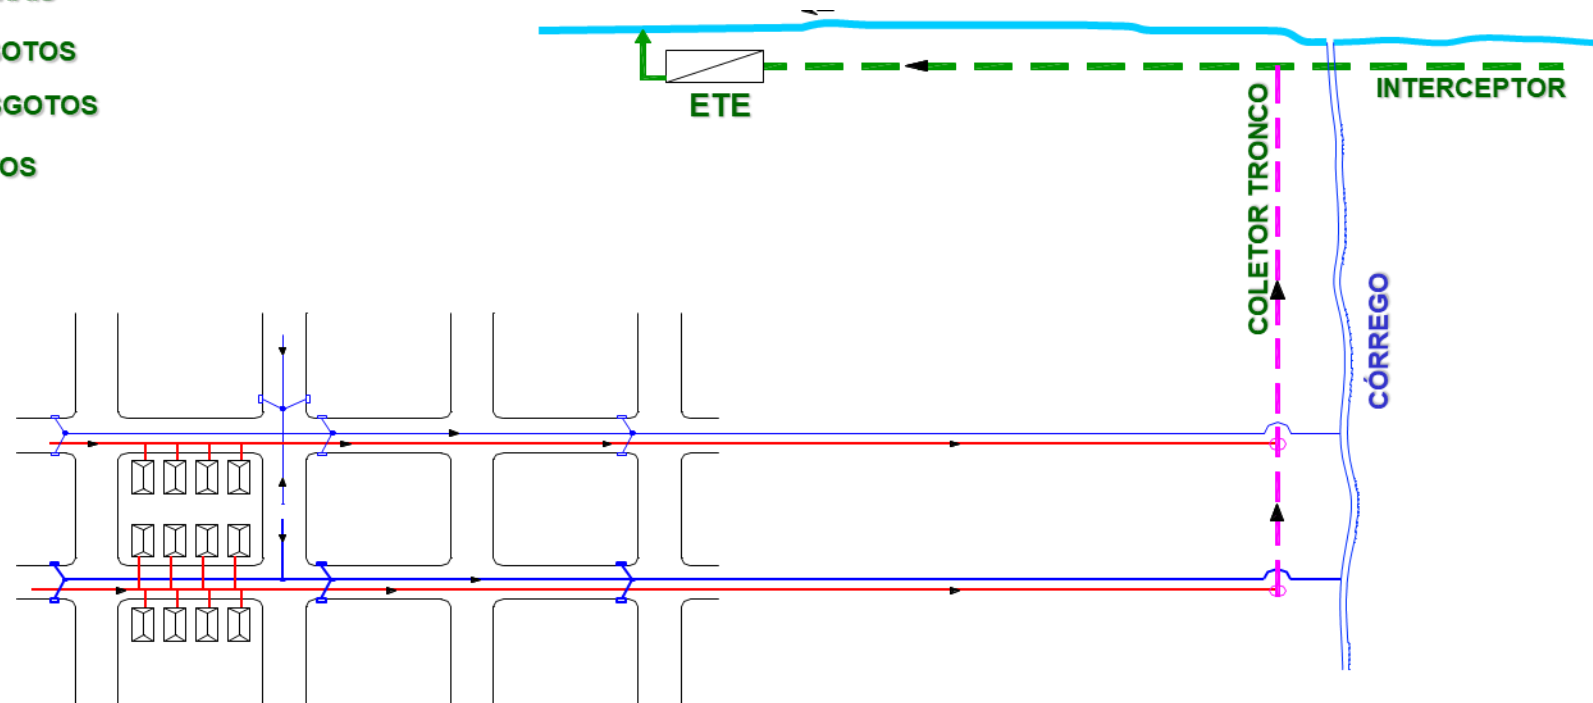 OTOS
GOTOS
OS
ETE
INTERCEPTOR
COLETOR TRONCO
CÓRREGO